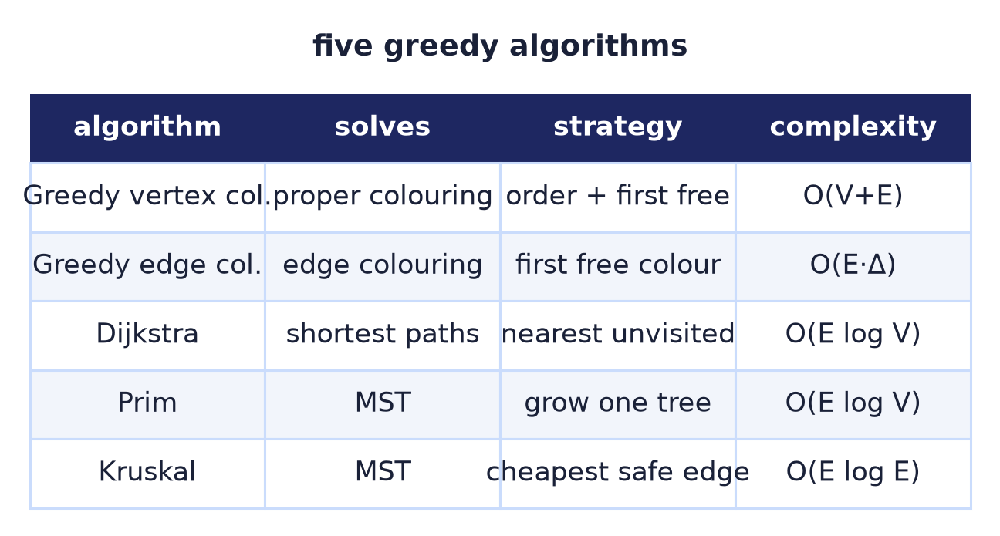 five greedy algorithms
algorithm solves strategy complexity
Greedy vertex col. proper colouring order + first free O(V+E)
Greedy edge col. edge colouring first free colour O(E·Δ)
Dijkstra shortest paths nearest unvisited O(E log V)
Prim MST grow one tree O(E log V)
Kruskal MST cheapest safe edge O(E log E)